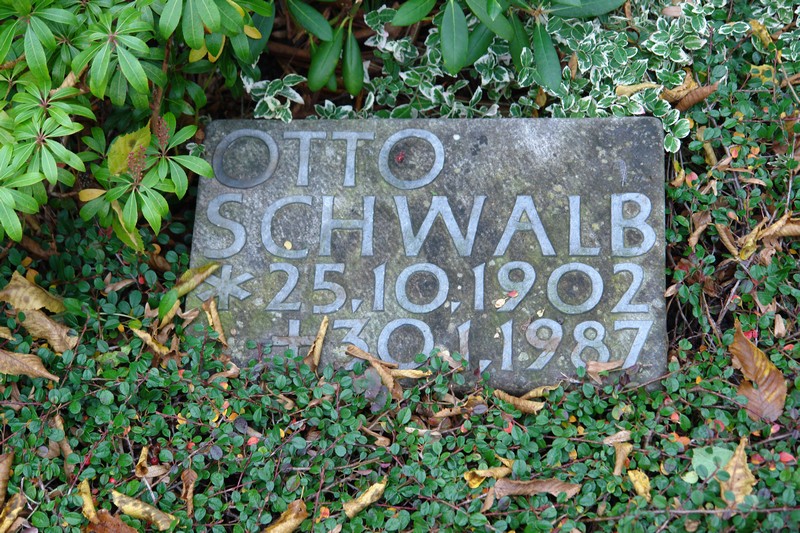 OTTO
SCHWALB
* 25.10.1902
+ 30.1.1987